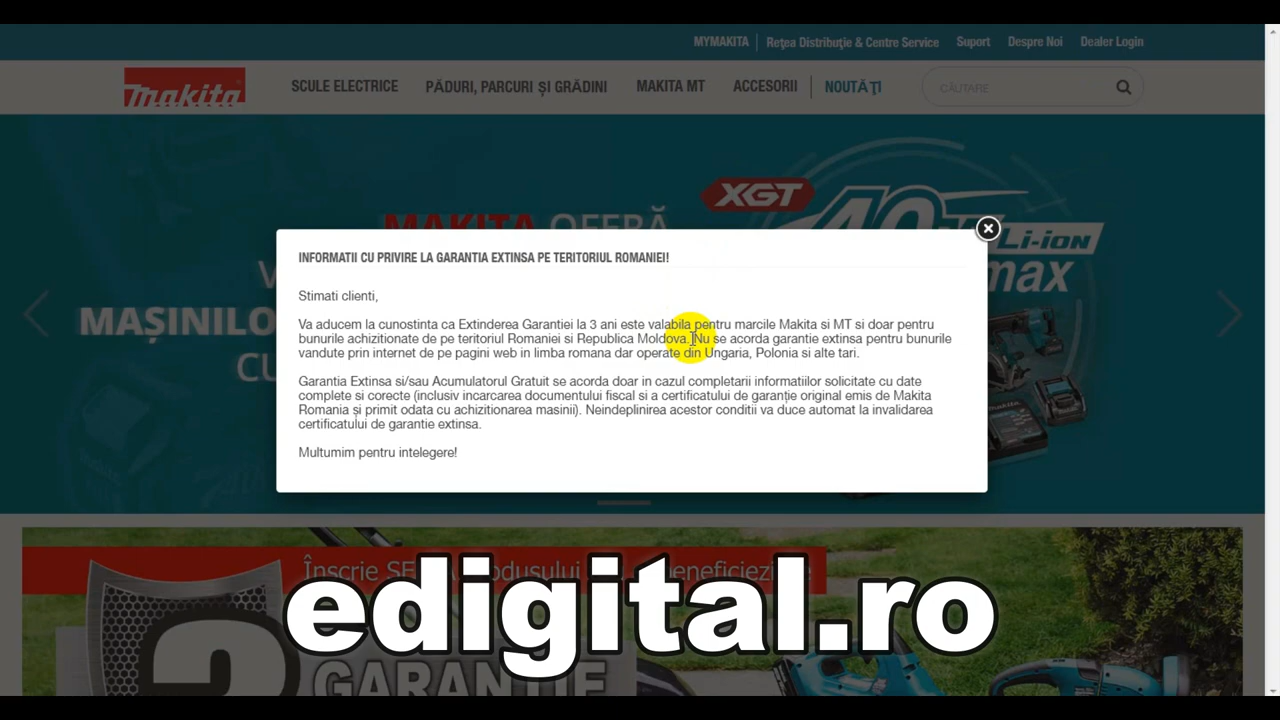 MYMAKITA Rețea Distribuție & Centre Service Suport Despre Noi Dealer Login
makita SCULE ELECTRICE PĂDURI, PARCURI ȘI GRĂDINI MAKITA MT ACCESORII NOUTĂȚI CĂUTARE
XGT
MAKITA OFERĂ
Li-ion
max
MAȘINILO
INFORMATII CU PRIVIRE LA GARANTIA EXTINSA PE TERITORIUL ROMANIEI!
Stimati clienti,
Va aducem la cunostinta ca Extinderea Garantiei la 3 ani este valabila pentru marcile Makita si MT si doar pentru
bunurile achizitionate de pe teritoriul Romaniei si Republica Moldova. Nu se acorda garantie extinsa pentru bunurile
vandute prin internet de pe pagini web in limba romana dar operate din Ungaria, Polonia si alte tari.
Garantia Extinsa si/sau Acumulatorul Gratuit se acorda doar in cazul completarii informatiilor solicitate cu date
complete si corecte (inclusiv incarcarea documentului fiscal si a certificatului de garanție original emis de Makita
Romania și primit odata cu achizitionarea masinii). Neindeplinirea acestor conditii va duce automat la invalidarea
certificatului de garantie extinsa.
Multumim pentru intelegere!
Înscrie
edigital.ro
GARANȚIE